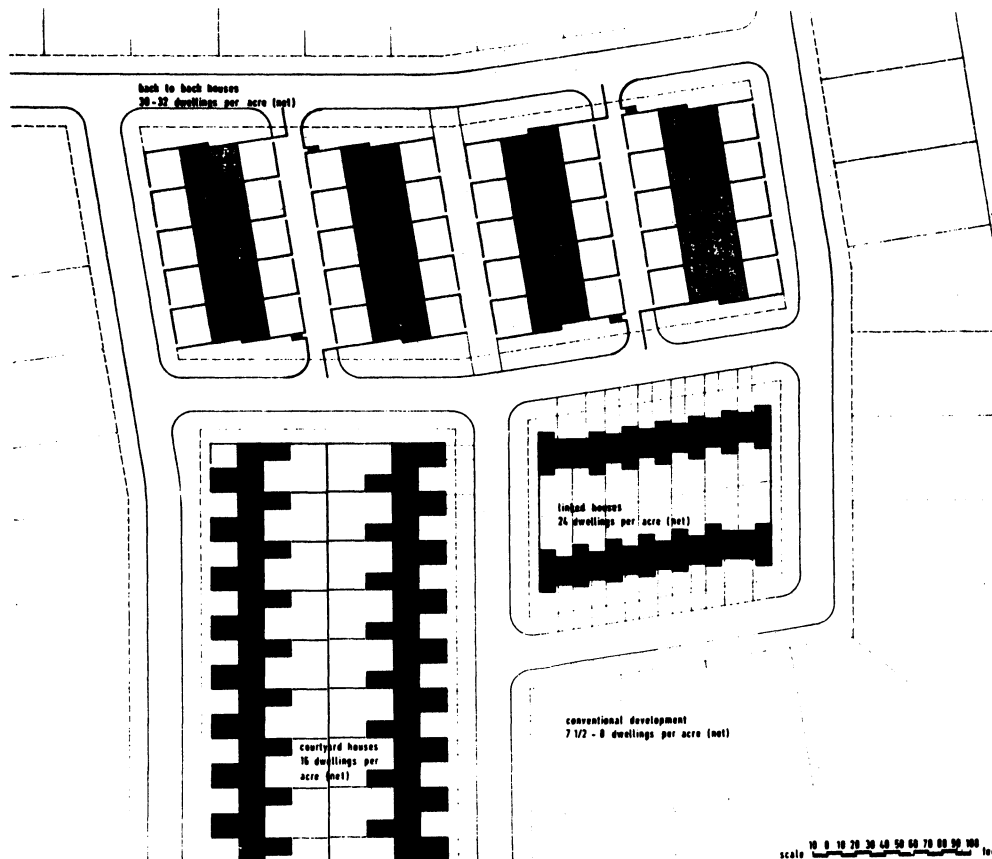 back to back houses
30-32 dwellings per acre (net)
linked houses
24 dwellings per acre (net)
conventional development
7 1/2 - 8 dwellings per acre (net)
courtyard houses
16 dwellings per
acre (net)
10 0 10 20 30 40 50 60 70 80 90 100
scale